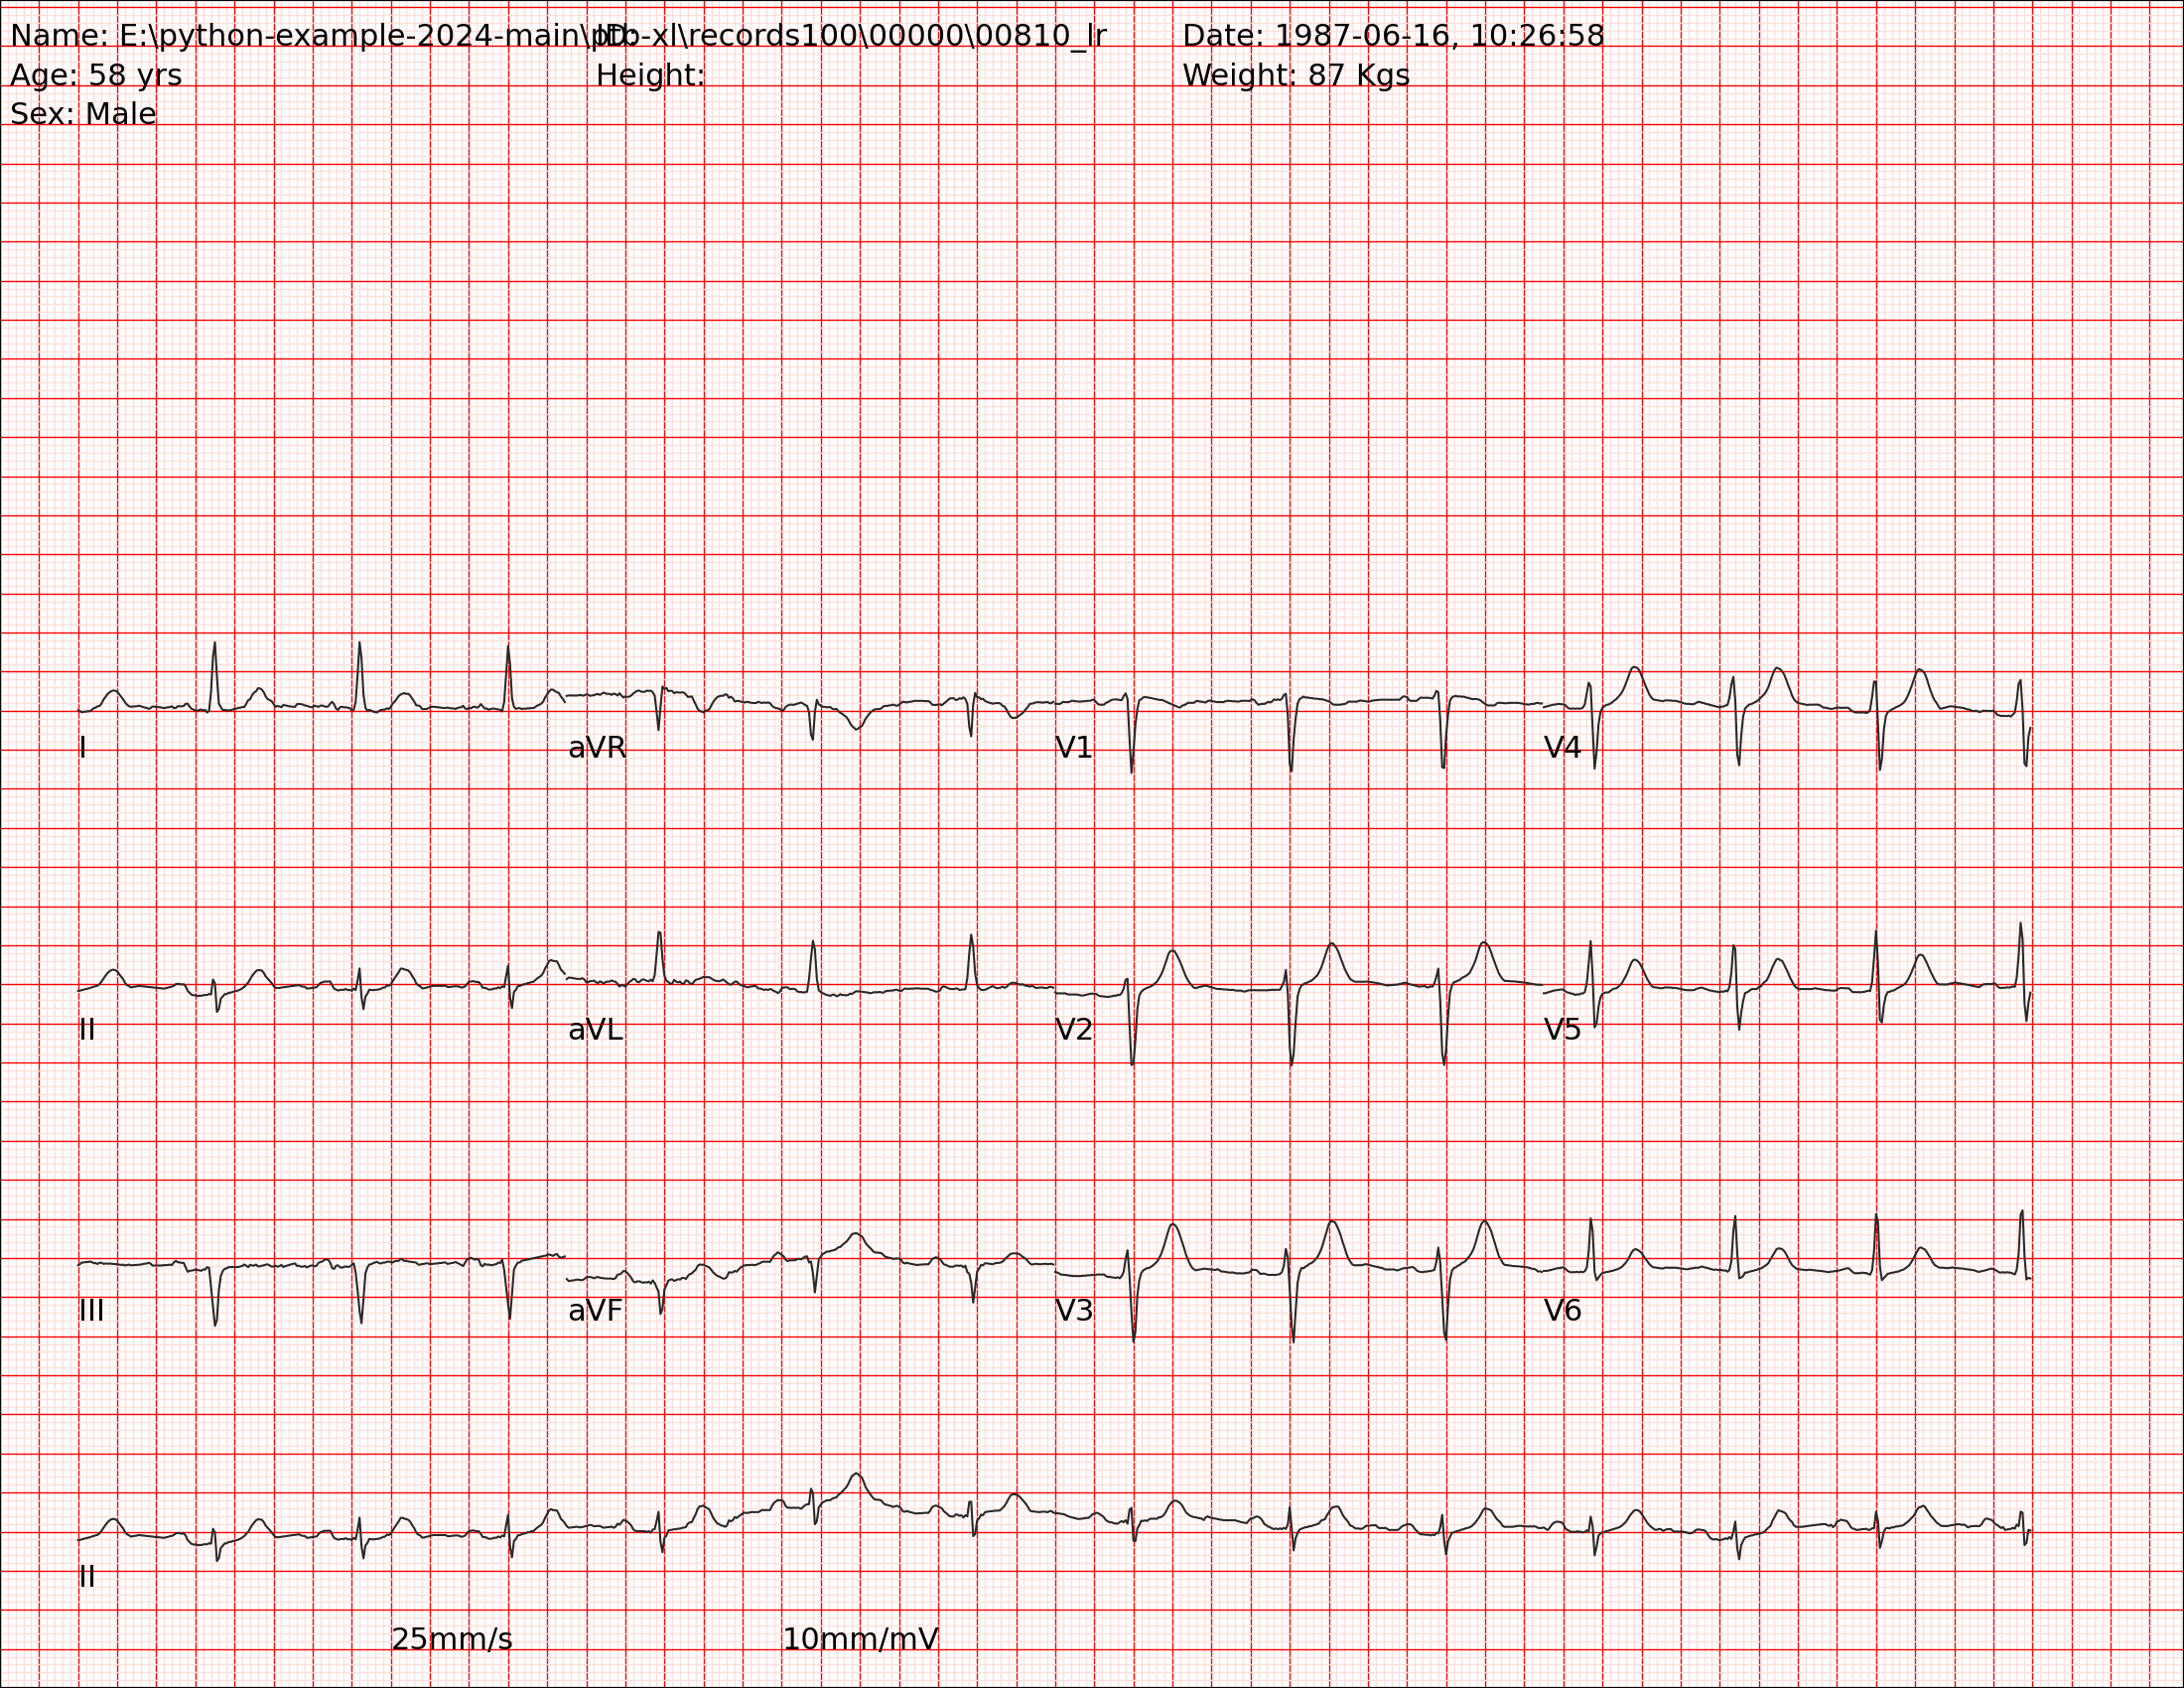 Name: E:\python-example-2024-main\ptb-xl\records100\00000\00810_lr ID: Date: 1987-06-16, 10:26:58
Age: 58 yrs Height: Weight: 87 Kgs
Sex: Male
I aVR V1 V4
II aVL V2 V5
III aVF V3 V6
II
25mm/s 10mm/mV